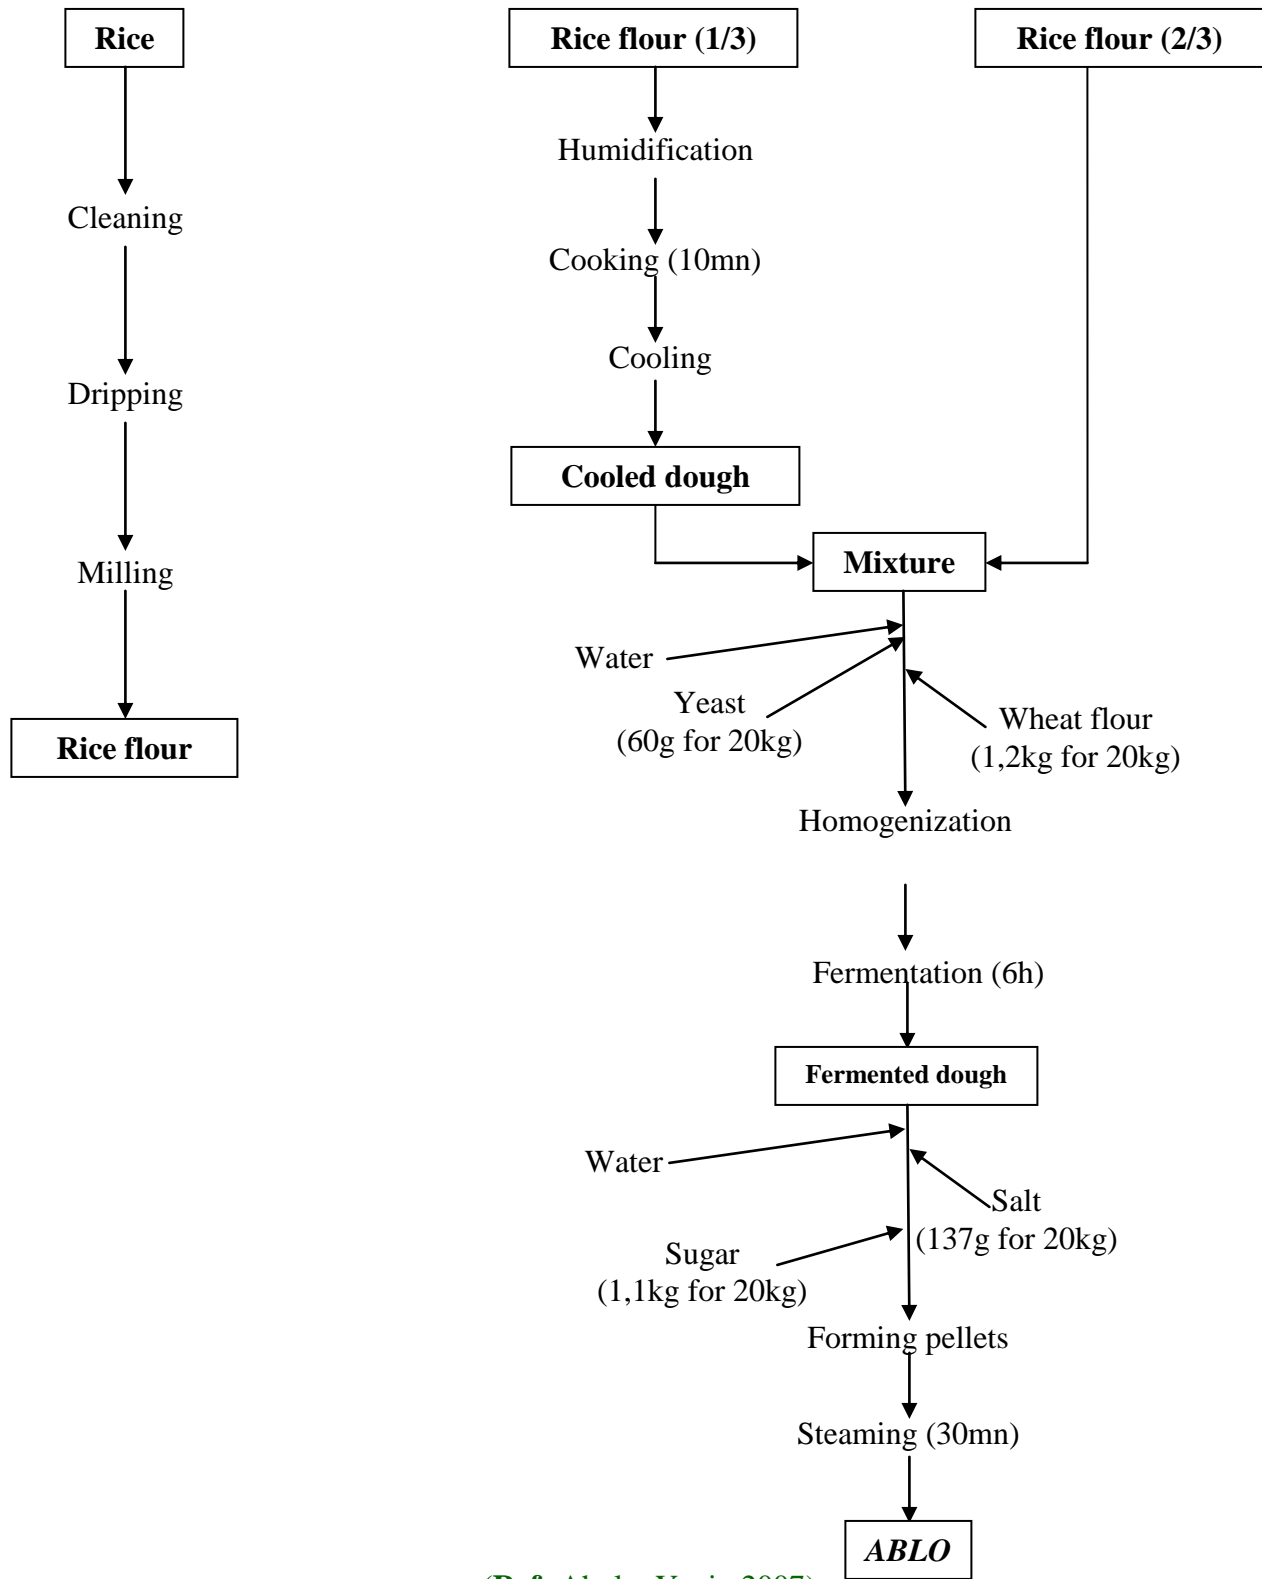 Rice
Cleaning
Dripping
Milling
Rice flour
Rice flour (1/3)
Humidification
Cooking (10mn)
Cooling
Cooled dough
Rice flour (2/3)
Mixture
Water
Yeast
(60g for 20kg)
Wheat flour
(1,2kg for 20kg)
Homogenization
Fermentation (6h)
Fermented dough
Water
Salt
(137g for 20kg)
Sugar
(1,1kg for 20kg)
Forming pellets
Steaming (30mn)
ABLO